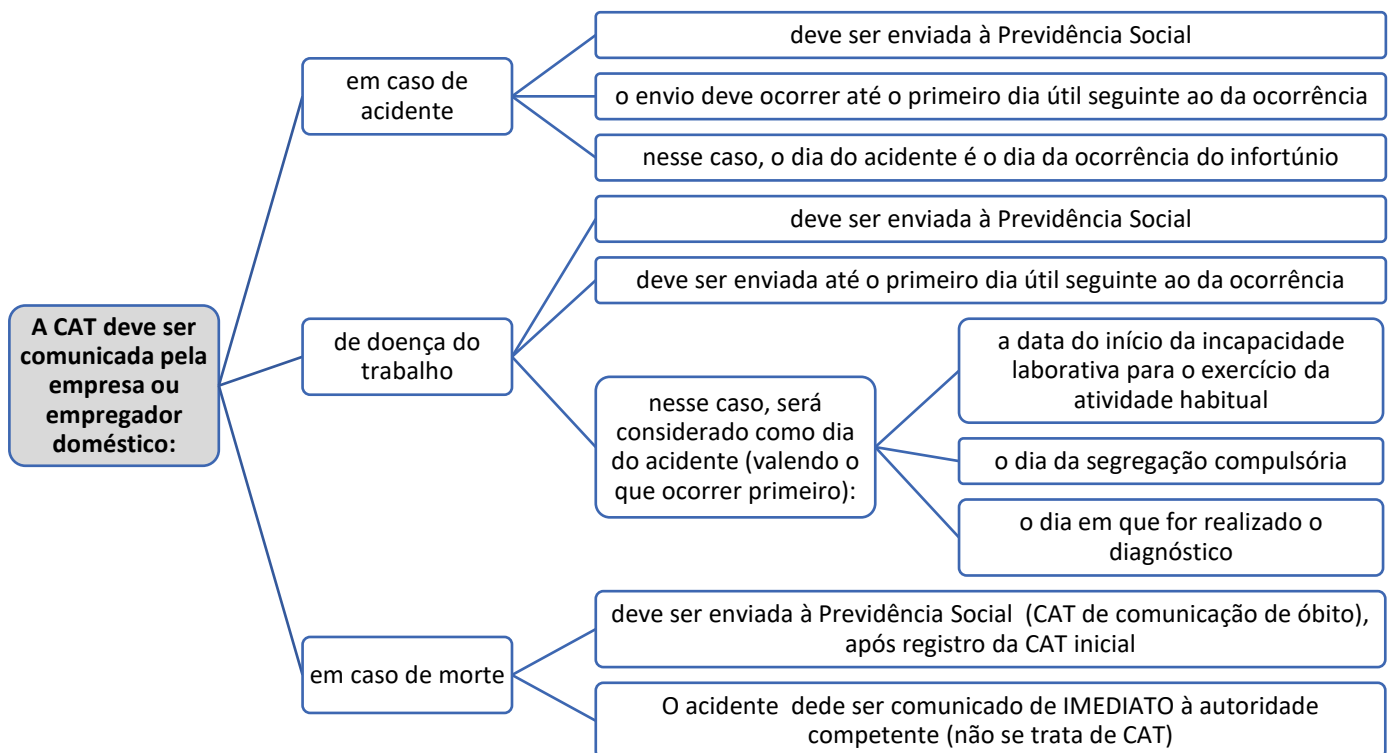 A CAT deve ser
comunicada pela
empresa ou
empregador
doméstico:
em caso de
acidente
deve ser enviada à Previdência Social
o envio deve ocorrer até o primeiro dia útil seguinte ao da ocorrência
nesse caso, o dia do acidente é o dia da ocorrência do infortúnio
de doença do
trabalho
deve ser enviada à Previdência Social
deve ser enviada até o primeiro dia útil seguinte ao da ocorrência
nesse caso, será
considerado como dia
do acidente (valendo o
que ocorrer primeiro):
a data do início da incapacidade
laborativa para o exercício da
atividade habitual
o dia da segregação compulsória
o dia em que for realizado o
diagnóstico
em caso de morte
deve ser enviada à Previdência Social (CAT de comunicação de óbito),
após registro da CAT inicial
O acidente dede ser comunicado de IMEDIATO à autoridade
competente (não se trata de CAT)